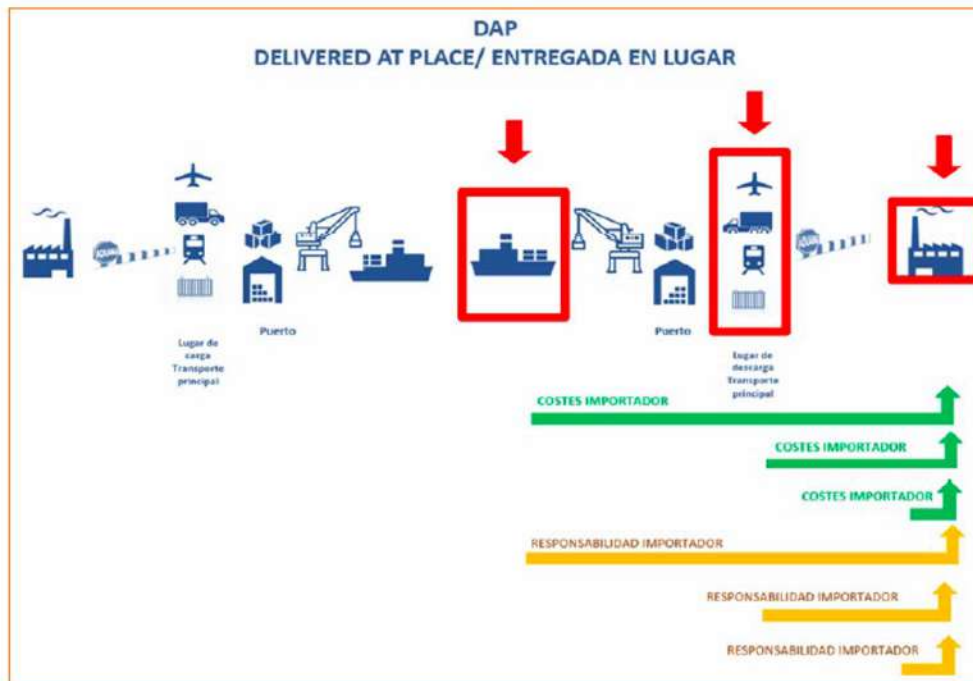 DAP
DELIVERED AT PLACE/ ENTREGADA EN LUGAR
Puerto
Puerto
Lugar de
carga
Transporte
principal
Lugar de
descarga
Transporte
principal
COSTES IMPORTADOR
COSTES IMPORTADOR
COSTES IMPORTADOR
RESPONSABILIDAD IMPORTADOR
RESPONSABILIDAD IMPORTADOR
RESPONSABILIDAD IMPORTADOR